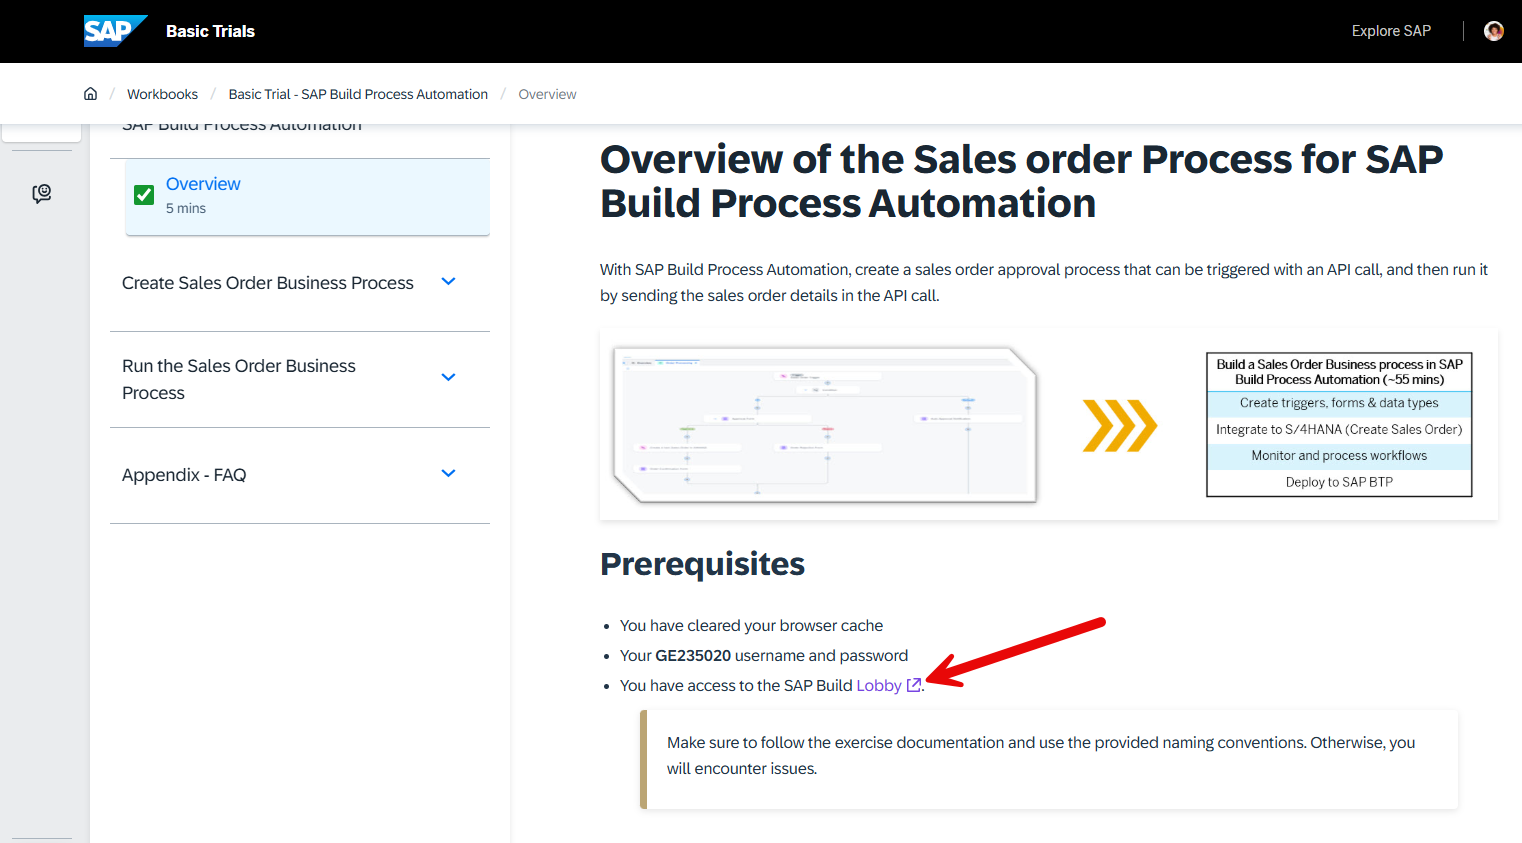 SAP Basic Trials
Explore SAP
/ Workbooks / Basic Trial - SAP Build Process Automation / Overview
SAP Build Process Automation
Overview
5 mins
Create Sales Order Business Process
Run the Sales Order Business
Process
Appendix - FAQ
Overview of the Sales order Process for SAP
Build Process Automation
With SAP Build Process Automation, create a sales order approval process that can be triggered with an API call, and then run it
by sending the sales order details in the API call.
Build a Sales Order Business process in SAP
Build Process Automation (~55 mins)
Create triggers, forms & data types
Integrate to S/4HANA (Create Sales Order)
Monitor and process workflows
Deploy to SAP BTP
Prerequisites
• You have cleared your browser cache
• Your GE235020 username and password
• You have access to the SAP Build Lobby.
Make sure to follow the exercise documentation and use the provided naming conventions. Otherwise, you
will encounter issues.